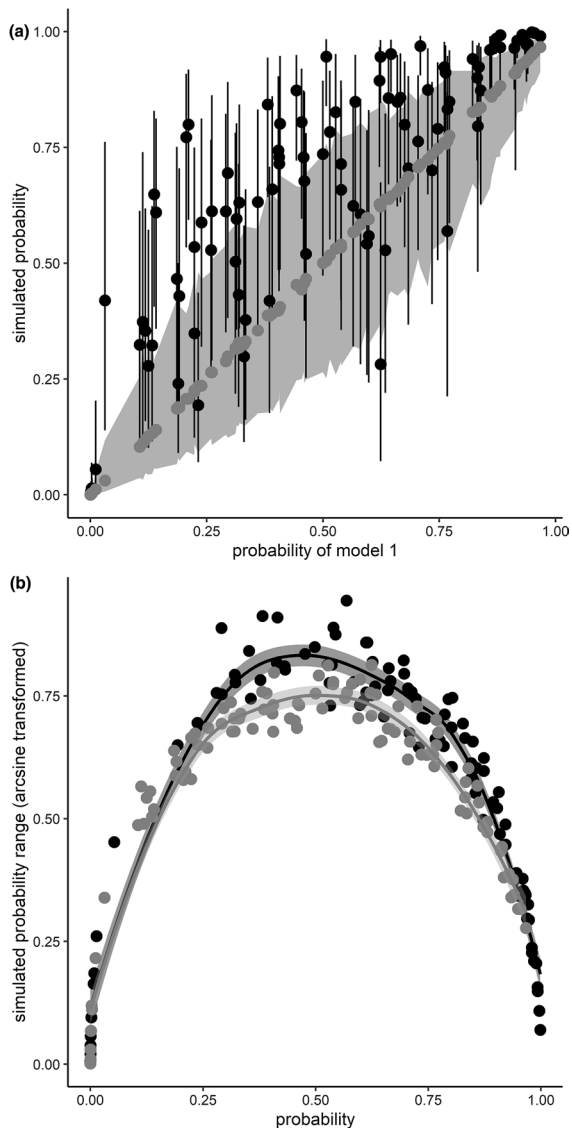 (a)
1.00
0.75
0.50
0.25
0.00
simulated probability
0.00 0.25 0.50 0.75 1.00
probability of model 1
(b)
0.75
0.50
0.25
0.00
simulated probability range (arcsine transformed)
0.00 0.25 0.50 0.75 1.00
probability